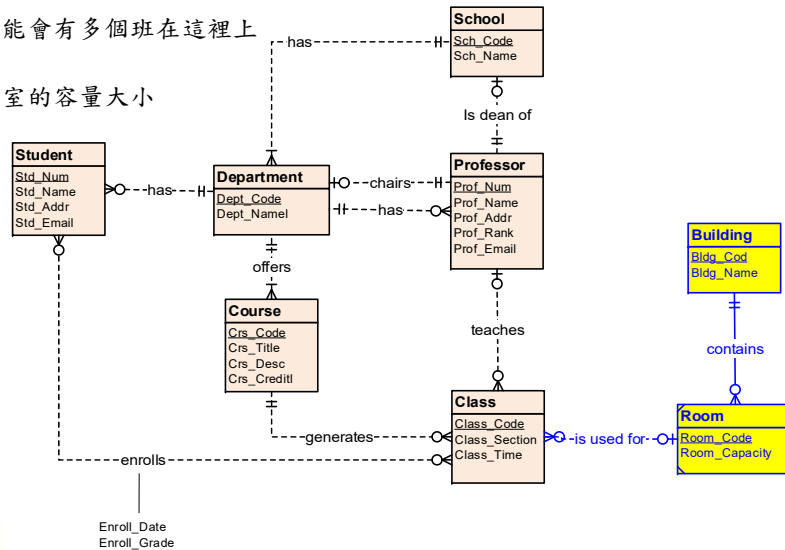 能會有多個班在這裡上
室的容量大小
School
Sch_Code
Sch_Name
has
Is dean of
Student
Std_Num
Std_Name
Std_Addr
Std_Email
has
Department
Dept_Code
Dept_Namel
chairs
has
Professor
Prof_Num
Prof_Name
Prof_Addr
Prof_Rank
Prof_Email
Building
Bldg_Cod
Bldg_Name
offers
teaches
contains
Course
Crs_Code
Crs_Title
Crs_Desc
Crs_Creditl
generates
Class
Class_Code
Class_Section
Class_Time
is used for
Room
Room_Code
Room_Capacity
enrolls
Enroll_Date
Enroll_Grade